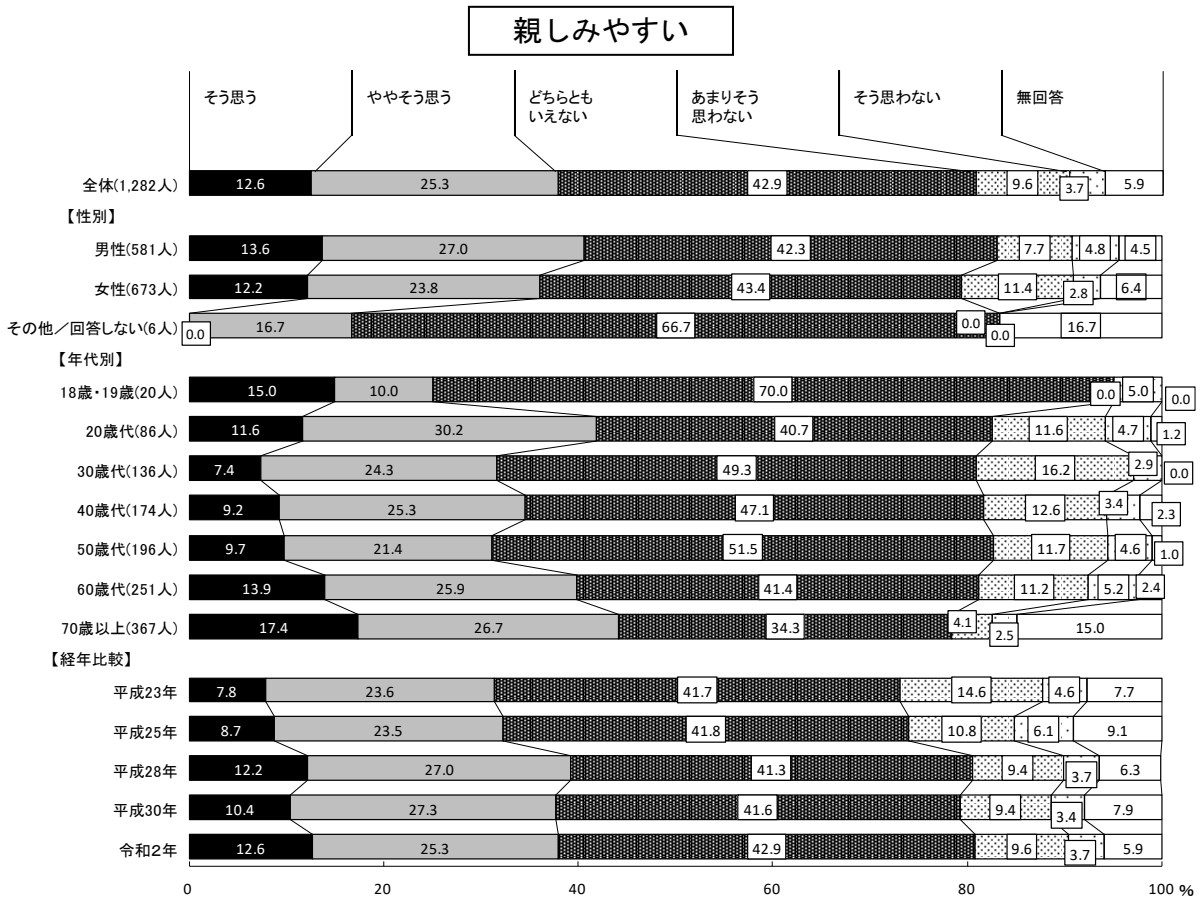 親しみやすい
そう思う ややそう思う どちらとも いえない あまりそう 思わない そう思わない 無回答
全体(1,282人) 12.6 25.3 42.9 9.6 3.7 5.9
【性別】
男性(581人) 13.6 27.0 42.3 7.7 4.8 4.5
女性(673人) 12.2 23.8 43.4 11.4 2.8 6.4
その他／回答しない(6人) 0.0 16.7 66.7 0.0 0.0 16.7
【年代別】
18歳・19歳(20人) 15.0 10.0 70.0 0.0 5.0 0.0
20歳代(86人) 11.6 30.2 40.7 11.6 4.7 1.2
30歳代(136人) 7.4 24.3 49.3 16.2 2.9 0.0
40歳代(174人) 9.2 25.3 47.1 12.6 3.4 2.3
50歳代(196人) 9.7 21.4 51.5 11.7 4.6 1.0
60歳代(251人) 13.9 25.9 41.4 11.2 5.2 2.4
70歳以上(367人) 17.4 26.7 34.3 4.1 2.5 15.0
【経年比較】
平成23年 7.8 23.6 41.7 14.6 4.6 7.7
平成25年 8.7 23.5 41.8 10.8 6.1 9.1
平成28年 12.2 27.0 41.3 9.4 3.7 6.3
平成30年 10.4 27.3 41.6 9.4 3.4 7.9
令和２年 12.6 25.3 42.9 9.6 3.7 5.9
0 20 40 60 80 100 %